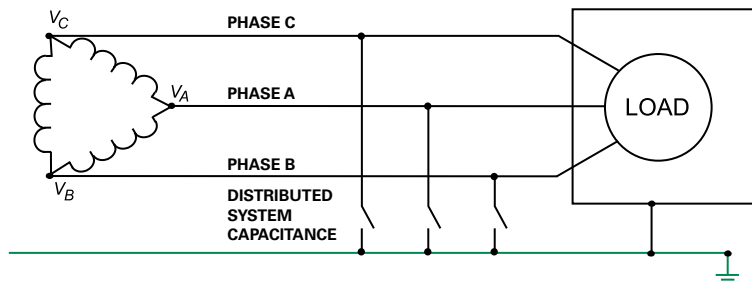 V_C
PHASE C
V_A
PHASE A
LOAD
PHASE B
V_B
DISTRIBUTED
SYSTEM
CAPACITANCE